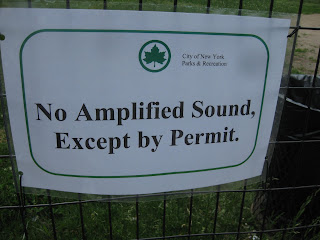 City of New York
Parks & Recreation
No Amplified Sound,
Except by Permit.